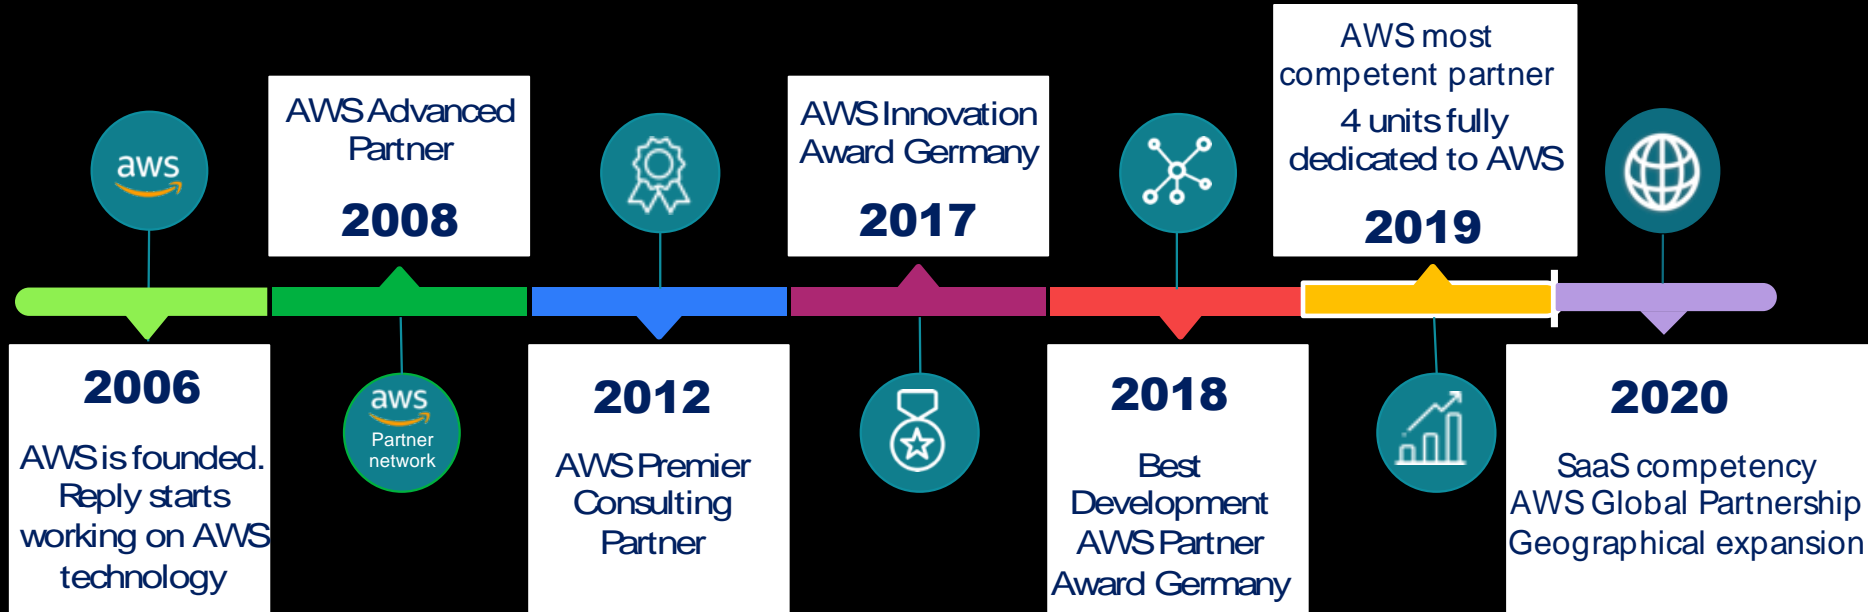 aws
2006
AWS is founded.
Reply starts
working on AWS
technology
AWS Advanced
Partner
2008
aws
Partner
network
2012
AWS Premier
Consulting
Partner
AWS Innovation
Award Germany
2017
2018
Best
Development
AWS Partner
Award Germany
AWS most
competent partner
4 units fully
dedicated to AWS
2019
2020
SaaS competency
AWS Global Partnership
Geographical expansion